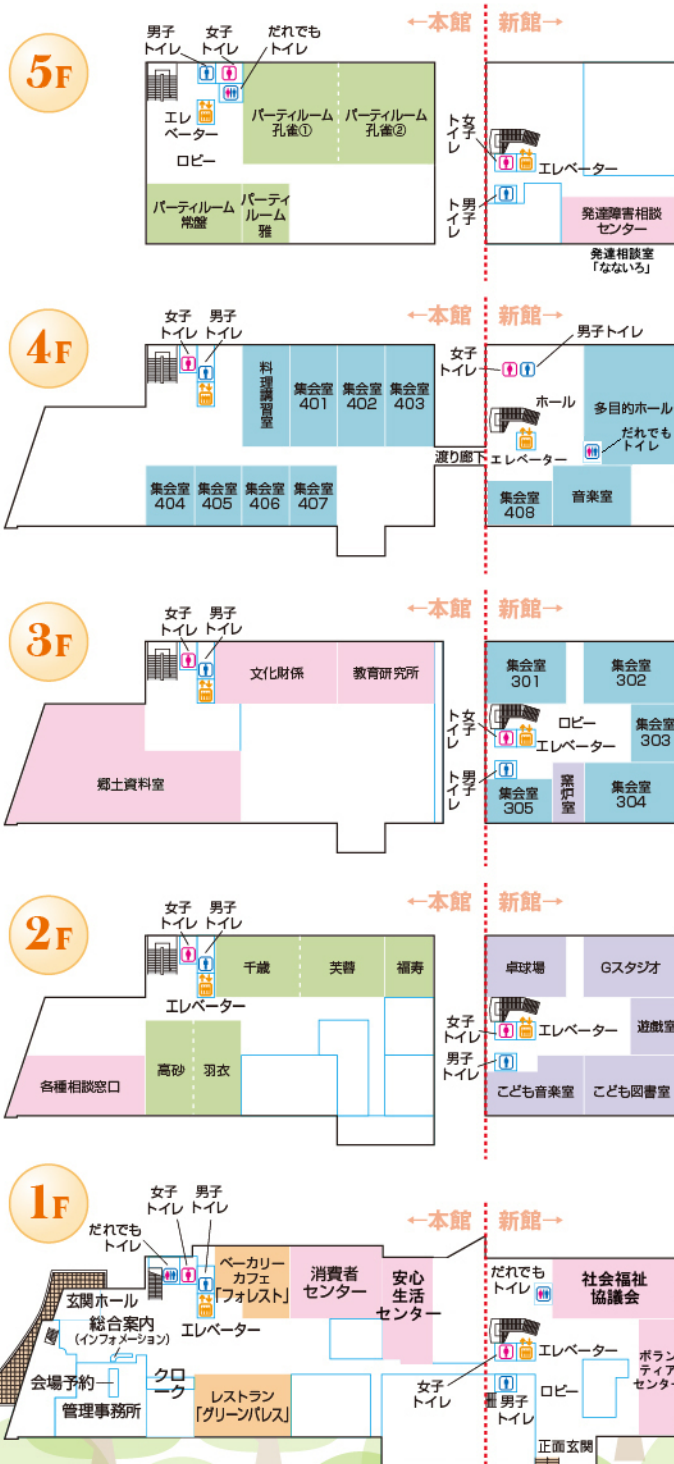 ←本館 新館→
5F
男子
トイレ
女子
トイレ
だれでも
トイレ
エレ
ベーター
ロビー
パーティルーム
孔雀①
パーティルーム
孔雀②
パーティルーム
常盤
パーティ
ルーム
雅
女子
トイレ
エレベーター
男子
トイレ
発達障害相談
センター
発達相談室
「なないろ」
←本館 新館→
4F
女子
トイレ
男子
トイレ
料理講習室
集会室
401
集会室
402
集会室
403
集会室
404
集会室
405
集会室
406
集会室
407
渡り廊下
女子
トイレ
男子トイレ
ホール
多目的ホール
だれでも
トイレ
エレベーター
集会室
408
音楽室
←本館 新館→
3F
女子
トイレ
男子
トイレ
文化財係
教育研究所
郷土資料室
集会室
301
集会室
302
女子
トイレ
ロビー
エレベーター
集会室
303
男子
トイレ
集会室
305
窯炉室
集会室
304
←本館 新館→
2F
女子
トイレ
男子
トイレ
エレベーター
千歳
芙蓉
福寿
高砂
羽衣
各種相談窓口
卓球場
Gスタジオ
女子
トイレ
エレベーター
遊戯室
男子
トイレ
こども音楽室
こども図書室
←本館 新館→
1F
女子
トイレ
男子
トイレ
だれでも
トイレ
玄関ホール
総合案内
(インフォメーション)
エレベーター
ベーカリー
カフェ
「フォレスト」
消費者
センター
安心
生活
センター
会場予約
管理事務所
クロ
ーク
レストラン
「グリーンパレス」
だれでも
トイレ
社会福祉
協議会
エレベーター
女子
トイレ
男子
トイレ
ロビー
ボラン
ティア
センター
正面玄関